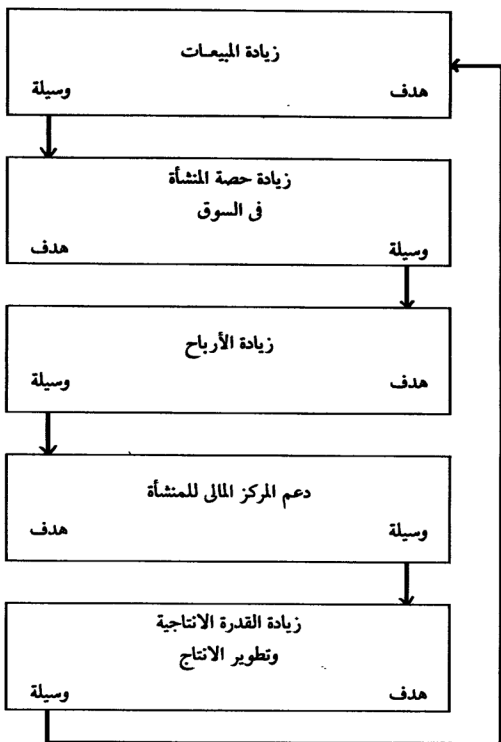 زيادة المبيعـات
هدف وسيلة
زيادة حصة المنشأة
فى السوق
وسيلة هدف
زيادة الأرباح
هدف وسيلة
دعم المركز المالى للمنشأة
وسيلة هدف
زيادة القدرة الانتاجية
وتطوير الانتاج
هدف وسيلة